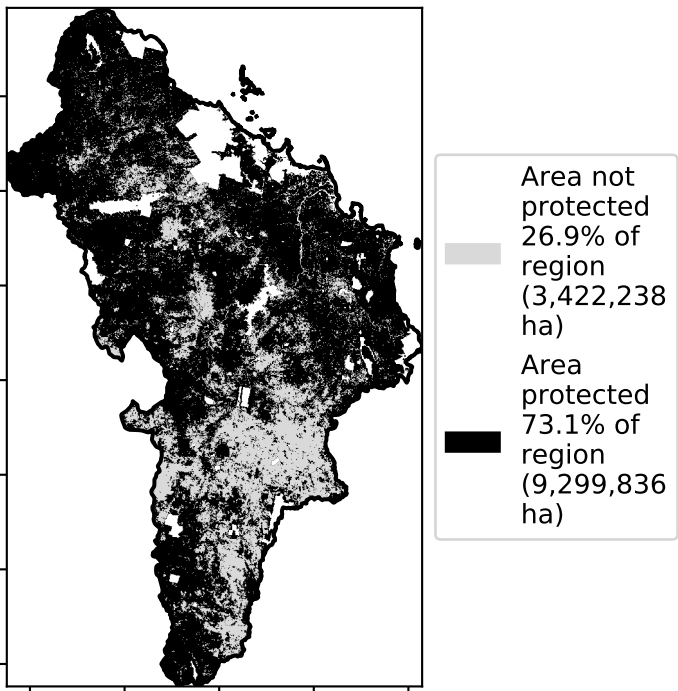 Area not
protected
26.9% of
region
(3,422,238
ha)
Area
protected
73.1% of
region
(9,299,836
ha)